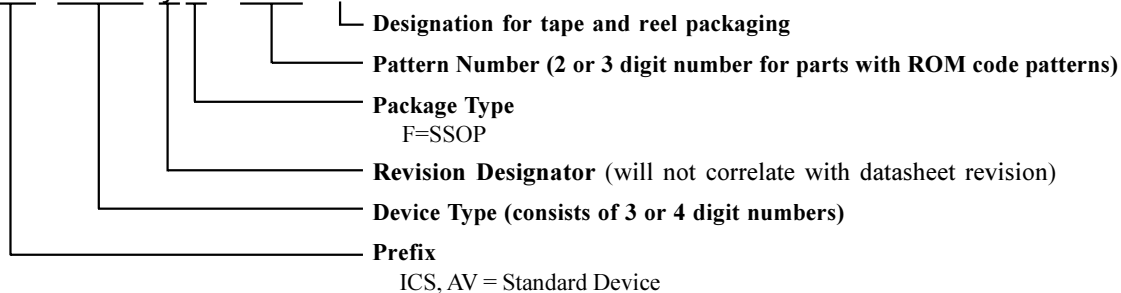 Designation for tape and reel packaging
Pattern Number (2 or 3 digit number for parts with ROM code patterns)
Package Type
F=SSOP
Revision Designator (will not correlate with datasheet revision)
Device Type (consists of 3 or 4 digit numbers)
Prefix
ICS, AV = Standard Device